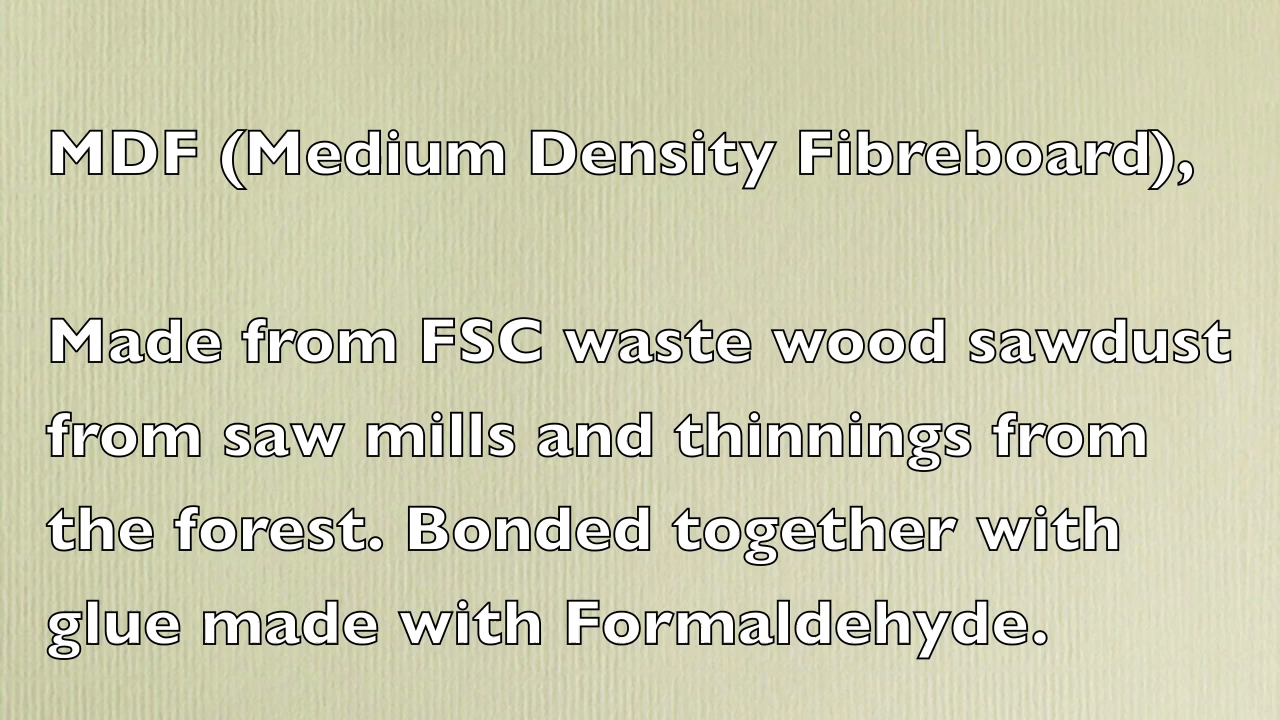 MDF (Medium Density Fibreboard),
Made from FSC waste wood sawdust
from saw mills and thinnings from
the forest. Bonded together with
glue made with Formaldehyde.